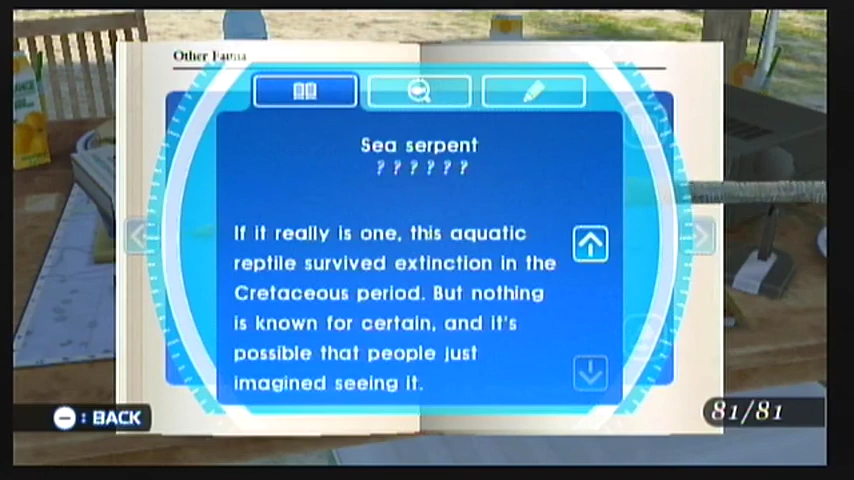 Other Fauna
Sea serpent
??????
If it really is one, this aquatic
reptile survived extinction in the
Cretaceous period. But nothing
is known for certain, and it's
possible that people just
imagined seeing it.
- : BACK
81/81